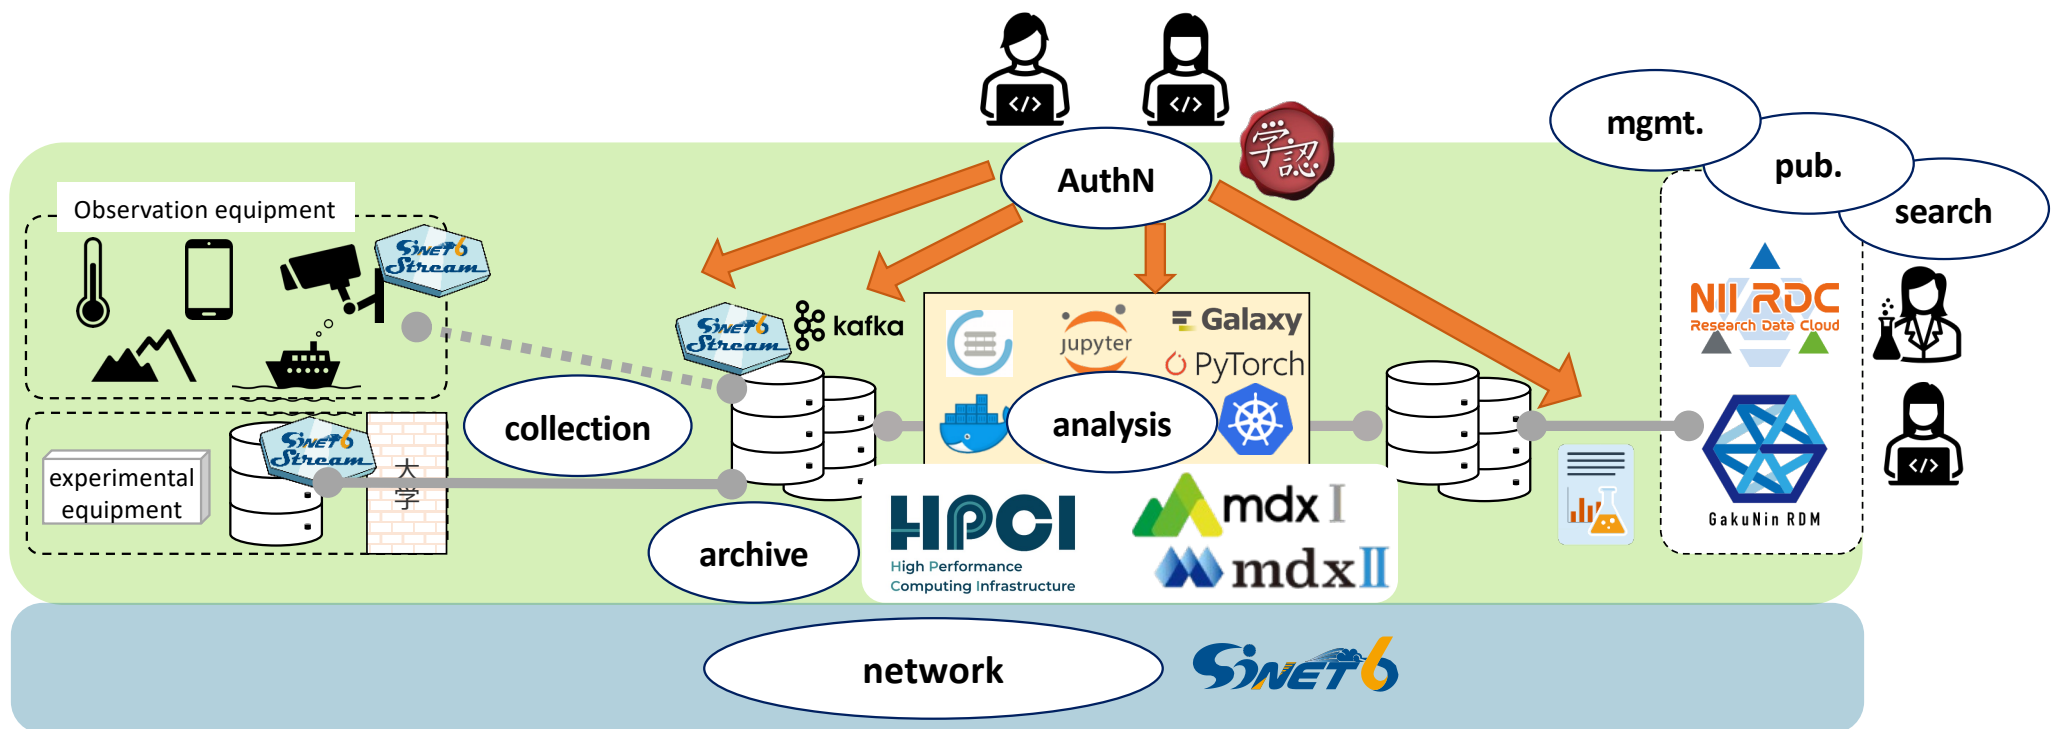 </>
</>
mgmt.
AuthN
学認
pub.
search
Observation equipment
SINET6
Stream
SINET6
Stream
kafka
jupyter
Galaxy
PyTorch
NII RDC
Research Data Cloud
collection
analysis
SINET6
Stream
experimental
equipment
大学
</>
GakuNin RDM
archive
HPCI
High Performance
Computing Infrastructure
mdx I
mdx II
network
SINET6